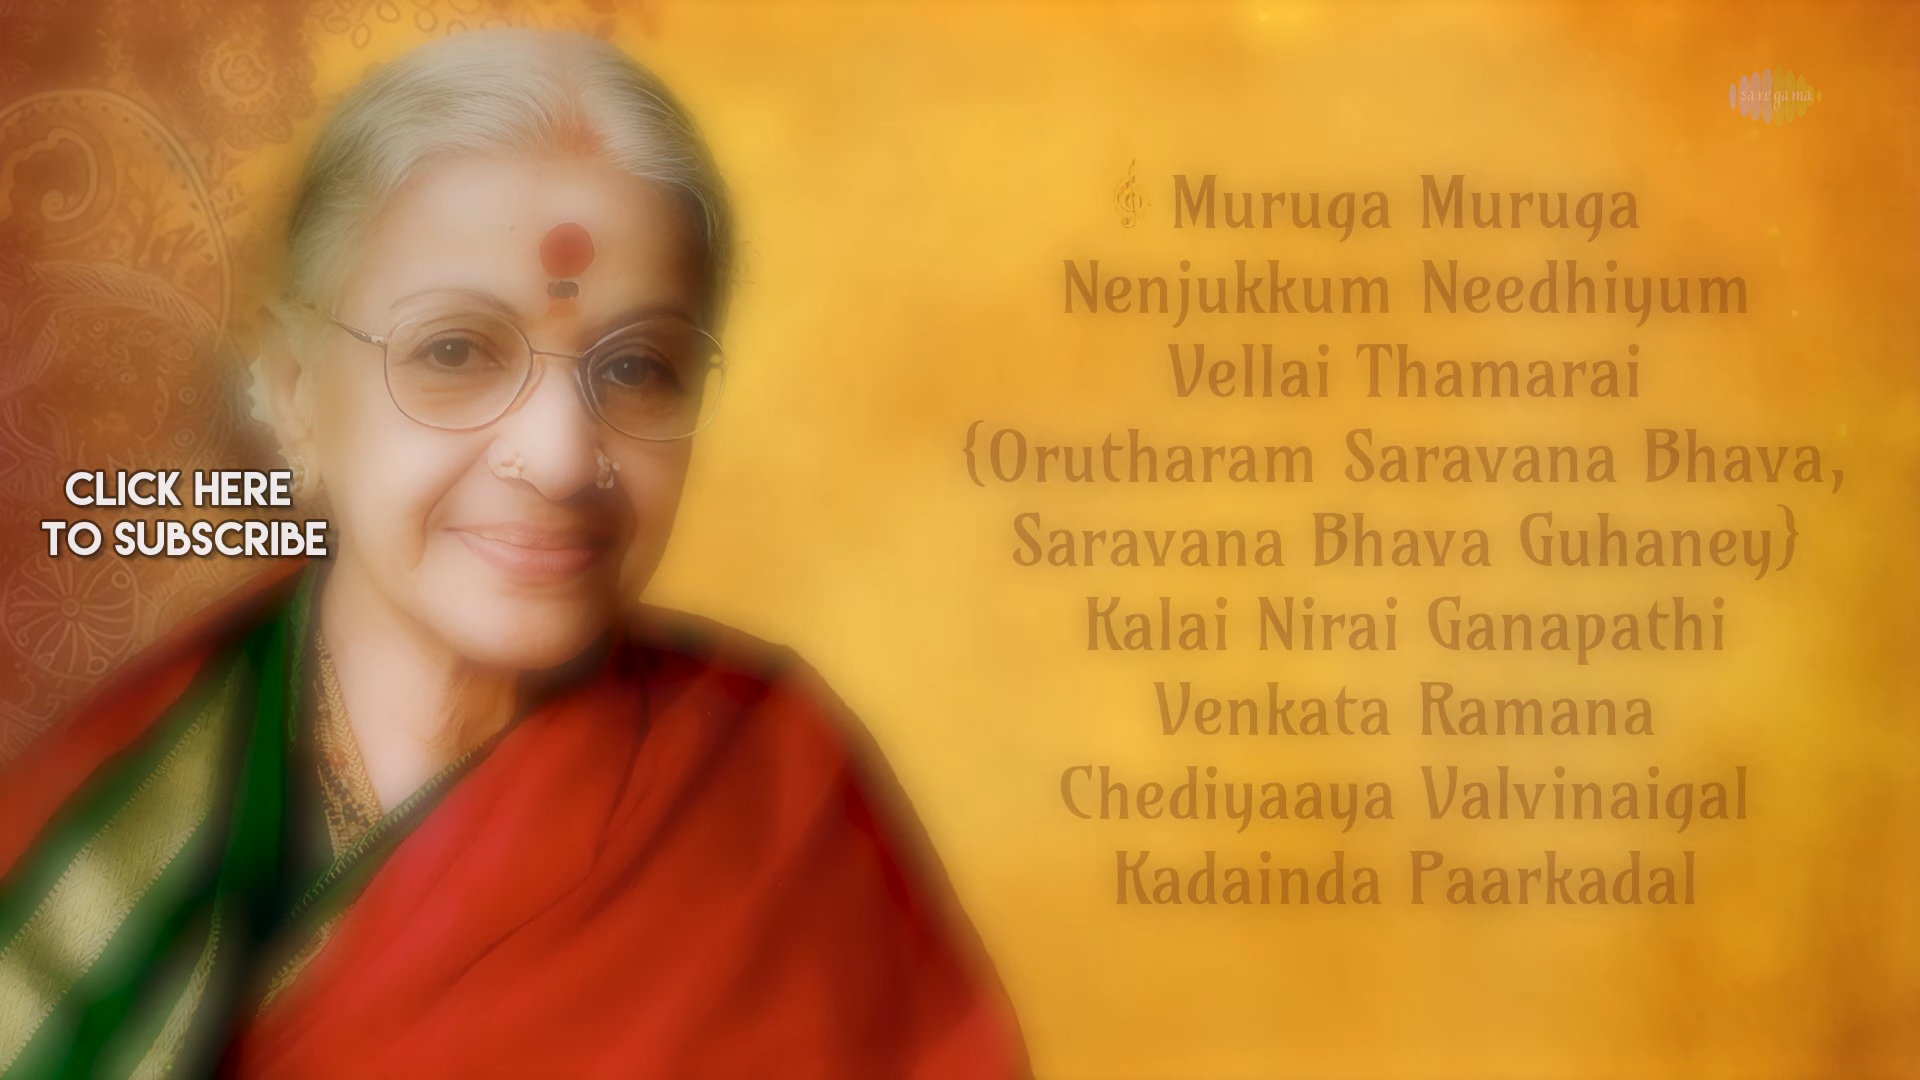 saregama
Muruga Muruga
Nenjukkum Needhiyum
Vellai Thamarai
{Orutharam Saravana Bhava,
Saravana Bhava Guhaney}
Kalai Nirai Ganapathi
Venkata Ramana
Chediyaaya Valvinaigal
Kadainda Paarkadal
CLICK HERE
TO SUBSCRIBE